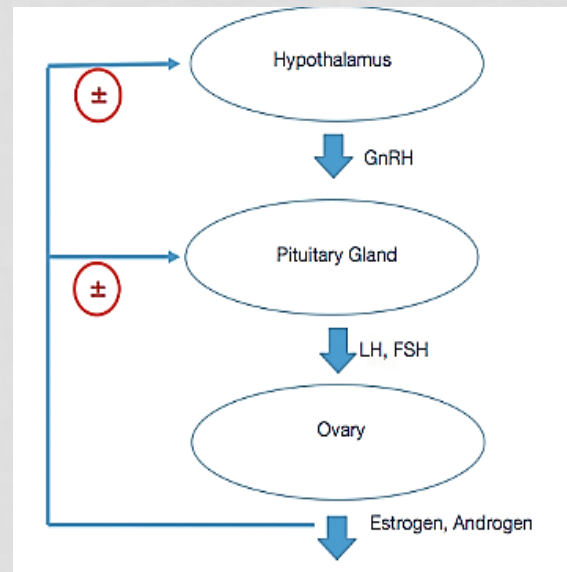 Hypothalamus
±
GnRH
Pituitary Gland
±
LH, FSH
Ovary
Estrogen, Androgen